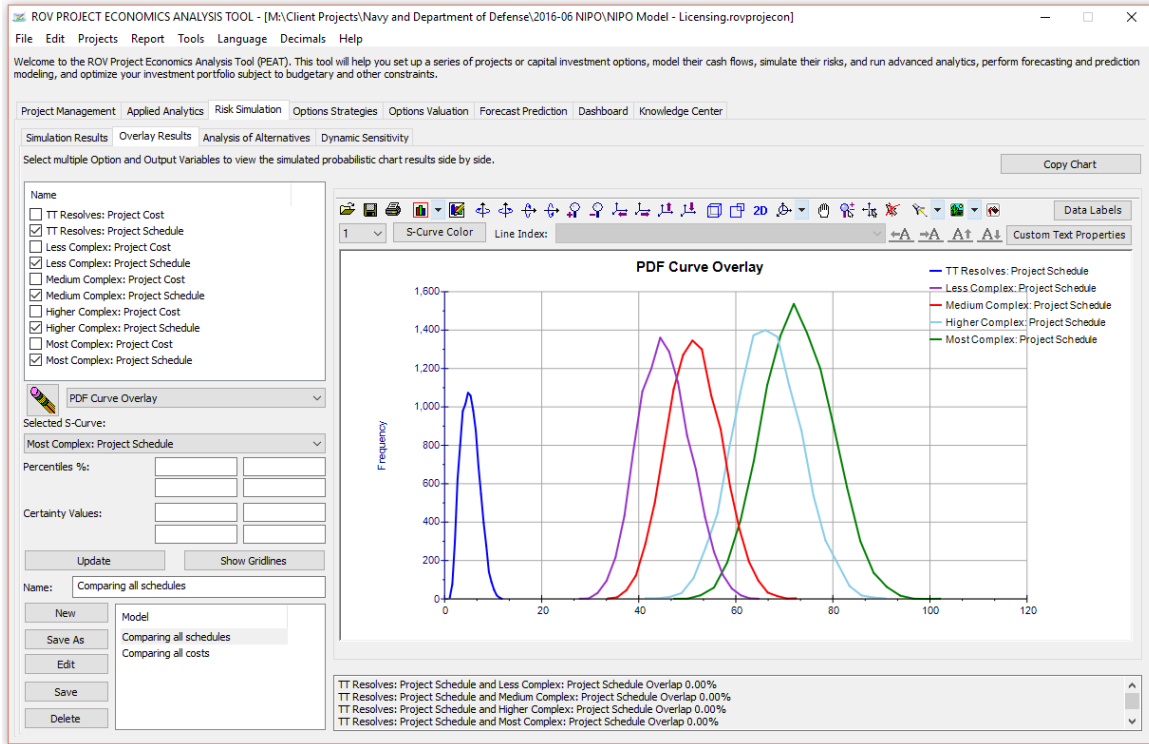 ROV PROJECT ECONOMICS ANALYSIS TOOL - [M:\Client Projects\Navy and Department of Defense\2016-06 NIPO\NIPO Model - Licensing.rovprojecon]
File Edit Projects Report Tools Language Decimals Help
Welcome to the ROV Project Economics Analysis Tool (PEAT). This tool will help you set up a series of projects or capital investment options, model their cash flows, simulate their risks, and run advanced analytics, perform forecasting and prediction
modeling, and optimize your investment portfolio subject to budgetary and other constraints.
Project Management Applied Analytics Risk Simulation Options Strategies Options Valuation Forecast Prediction Dashboard Knowledge Center
Simulation Results Overlay Results Analysis of Alternatives Dynamic Sensitivity
Select multiple Option and Output Variables to view the simulated probabilistic chart results side by side.
Copy Chart
Name
TT Resolves: Project Cost
TT Resolves: Project Schedule
Less Complex: Project Cost
Less Complex: Project Schedule
Medium Complex: Project Cost
Medium Complex: Project Schedule
Higher Complex: Project Cost
Higher Complex: Project Schedule
Most Complex: Project Cost
Most Complex: Project Schedule
PDF Curve Overlay
Selected S-Curve:
Most Complex: Project Schedule
Percentiles %:
Certainty Values:
Update Show Gridlines
Name: Comparing all schedules
New
Save As
Edit
Save
Delete
Model
Comparing all schedules
Comparing all costs
2D
Data Labels
1 S-Curve Color Line Index: A A A A Custom Text Properties
PDF Curve Overlay
TT Resolves: Project Schedule
Less Complex: Project Schedule
Medium Complex: Project Schedule
Higher Complex: Project Schedule
Most Complex: Project Schedule
Frequency
1,600
1,400
1,200
1,000
800
600
400
200
0
0 20 40 60 80 100 120
TT Resolves: Project Schedule and Less Complex: Project Schedule Overlap 0.00%
TT Resolves: Project Schedule and Medium Complex: Project Schedule Overlap 0.00%
TT Resolves: Project Schedule and Higher Complex: Project Schedule Overlap 0.00%
TT Resolves: Project Schedule and Most Complex: Project Schedule Overlap 0.00%